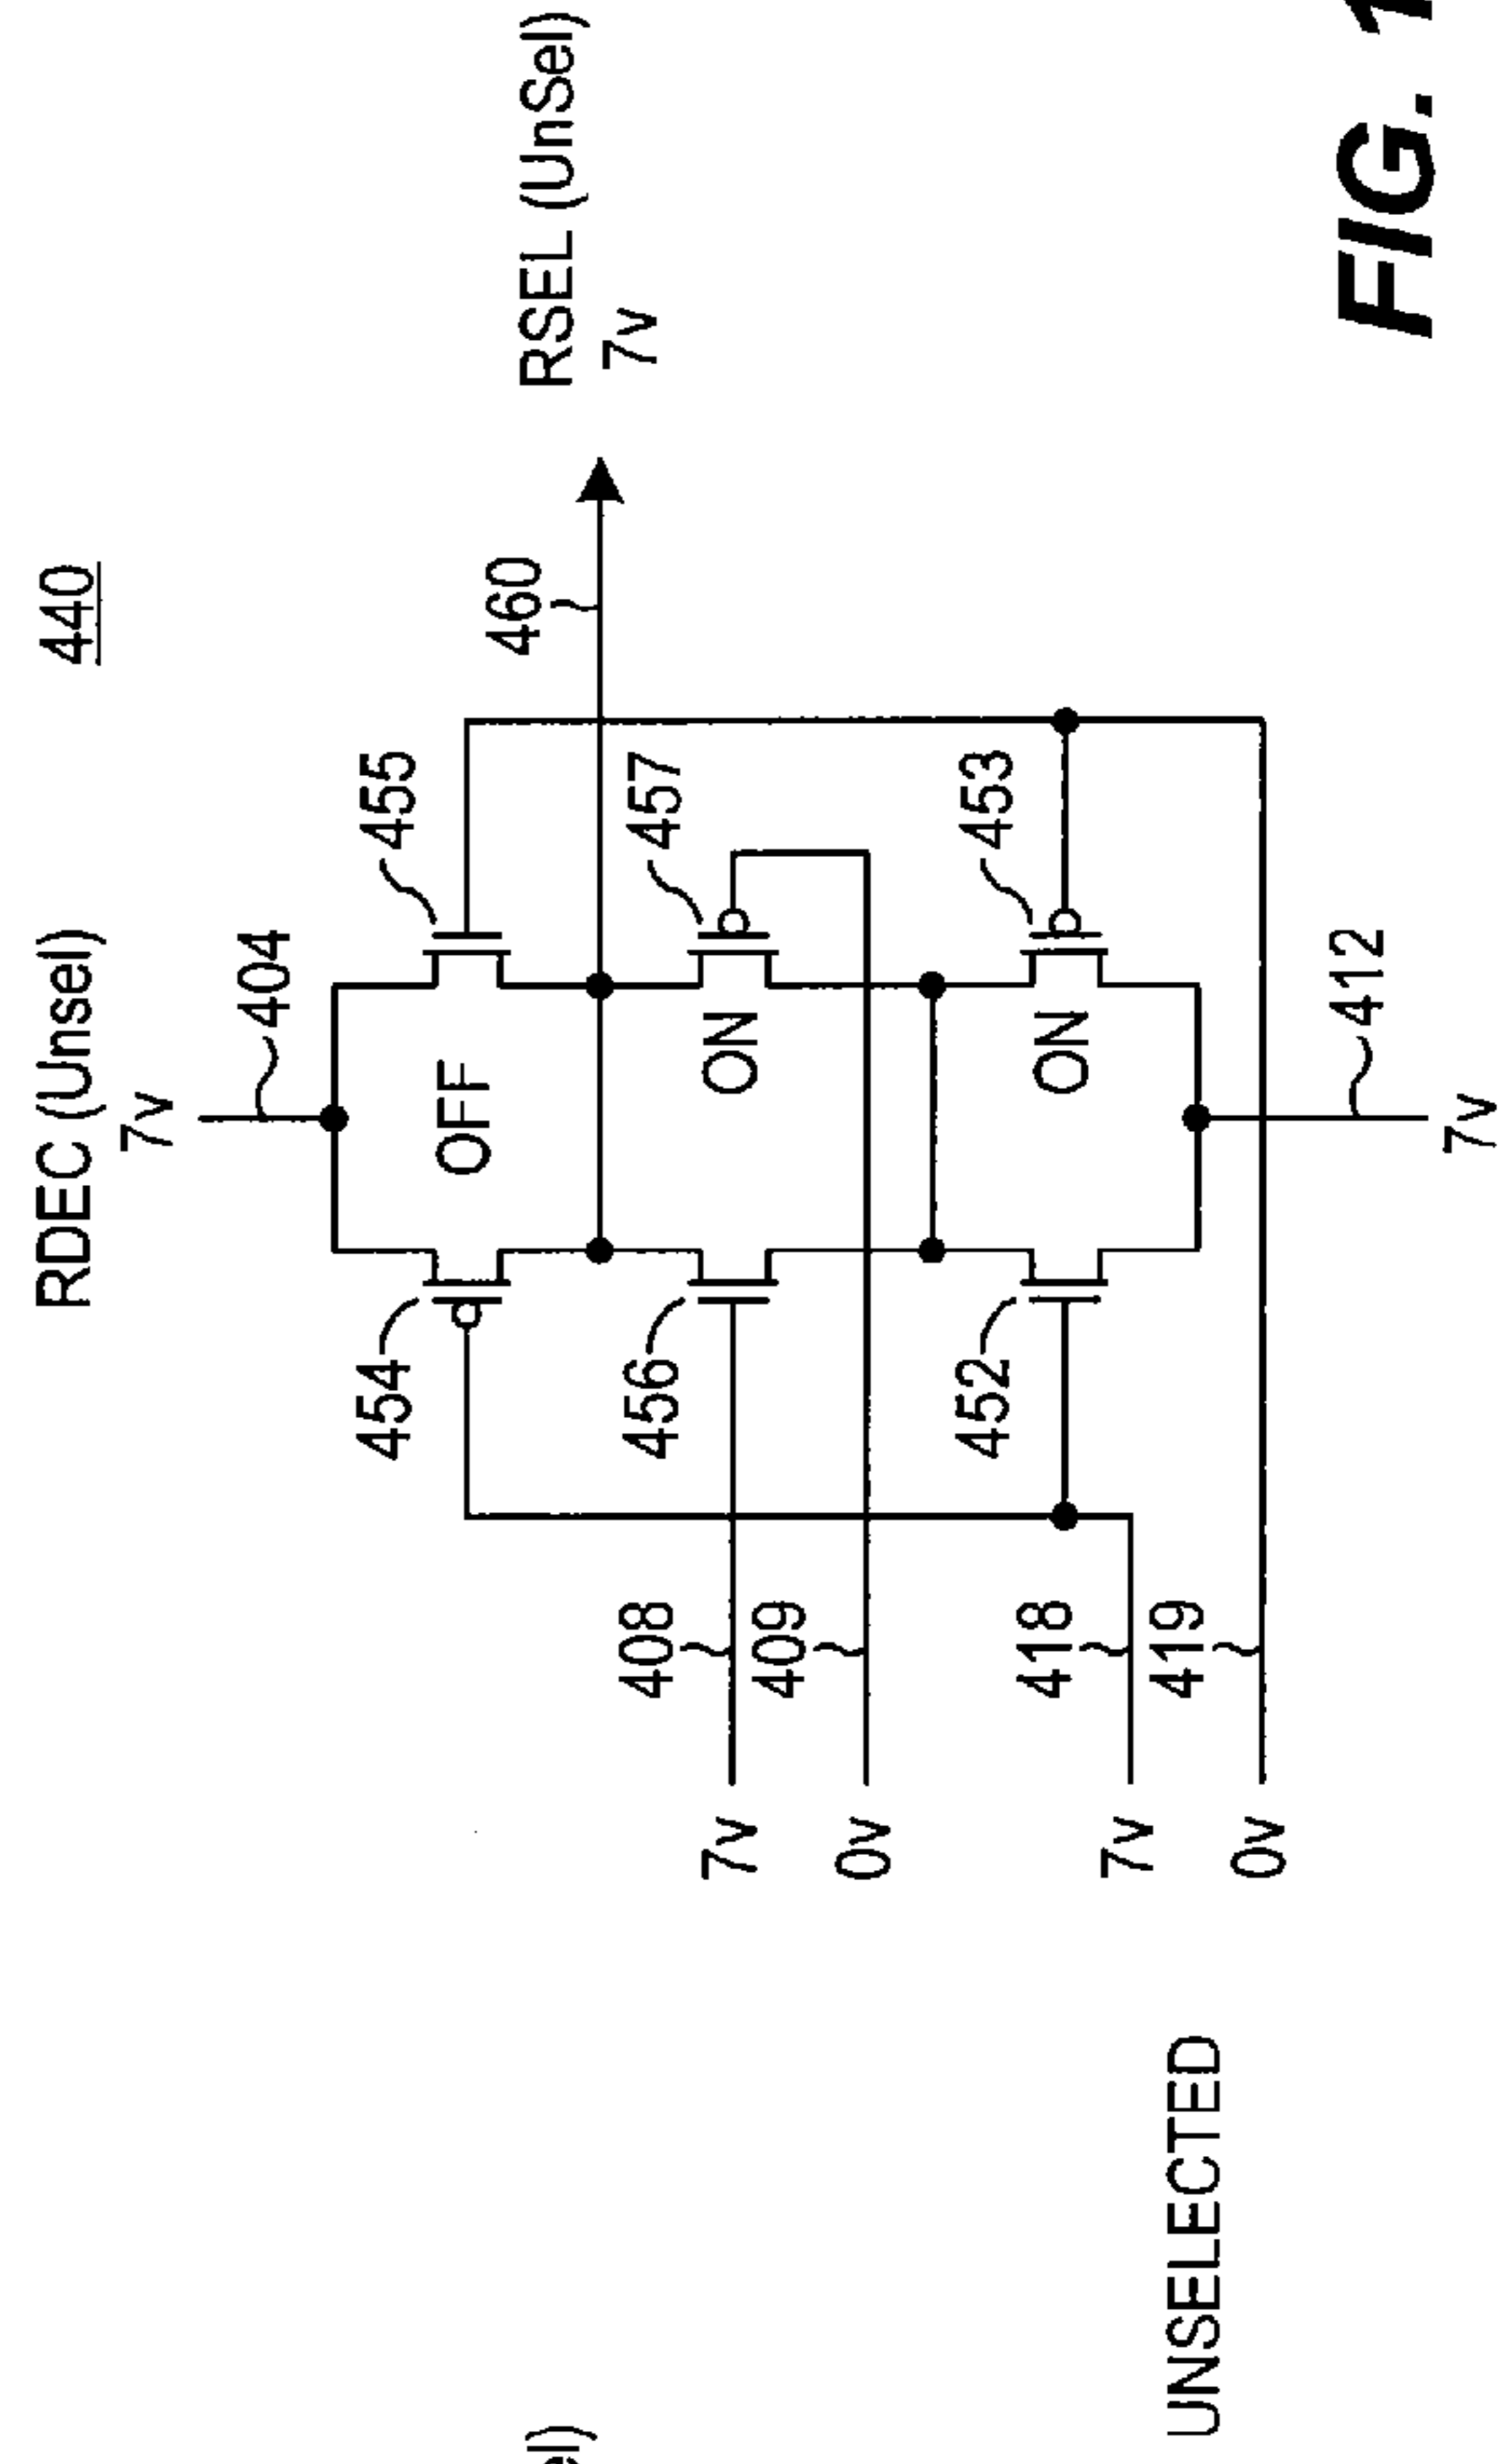 440
RDEC (Unsel)
7v
404
454
OFF
455
460
RSEL (UnSel)
7v
408
7v
456
ON
457
409
0v
418
7v
452
ON
453
419
0v
412
7v
UNSELECTED
FIG.